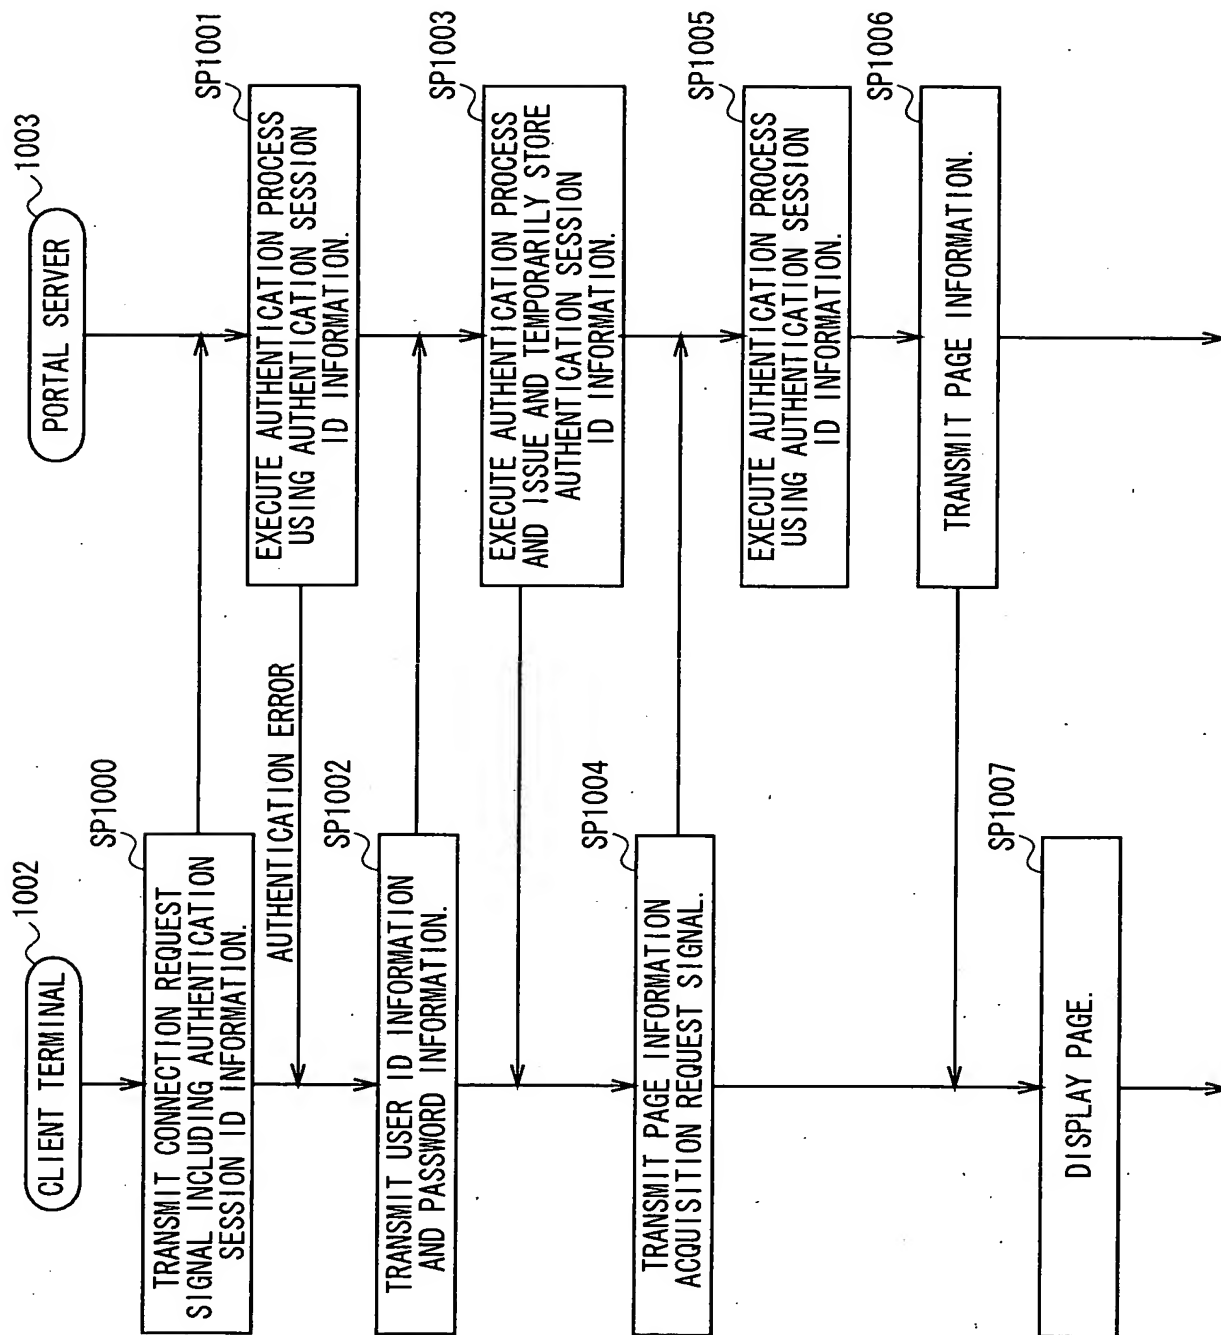 CLIENT TERMINAL
1002
PORTAL SERVER
1003
SP1000
TRANSMIT CONNECTION REQUEST
SIGNAL INCLUDING AUTHENTICATION
SESSION ID INFORMATION.
SP1001
EXECUTE AUTHENTICATION PROCESS
USING AUTHENTICATION SESSION
ID INFORMATION.
AUTHENTICATION ERROR
SP1002
TRANSMIT USER ID INFORMATION
AND PASSWORD INFORMATION.
SP1003
EXECUTE AUTHENTICATION PROCESS
AND ISSUE AND TEMPORARILY STORE
AUTHENTICATION SESSION
ID INFORMATION.
SP1004
TRANSMIT PAGE INFORMATION
ACQUISITION REQUEST SIGNAL.
SP1005
EXECUTE AUTHENTICATION PROCESS
USING AUTHENTICATION SESSION
ID INFORMATION.
SP1006
TRANSMIT PAGE INFORMATION.
SP1007
DISPLAY PAGE.